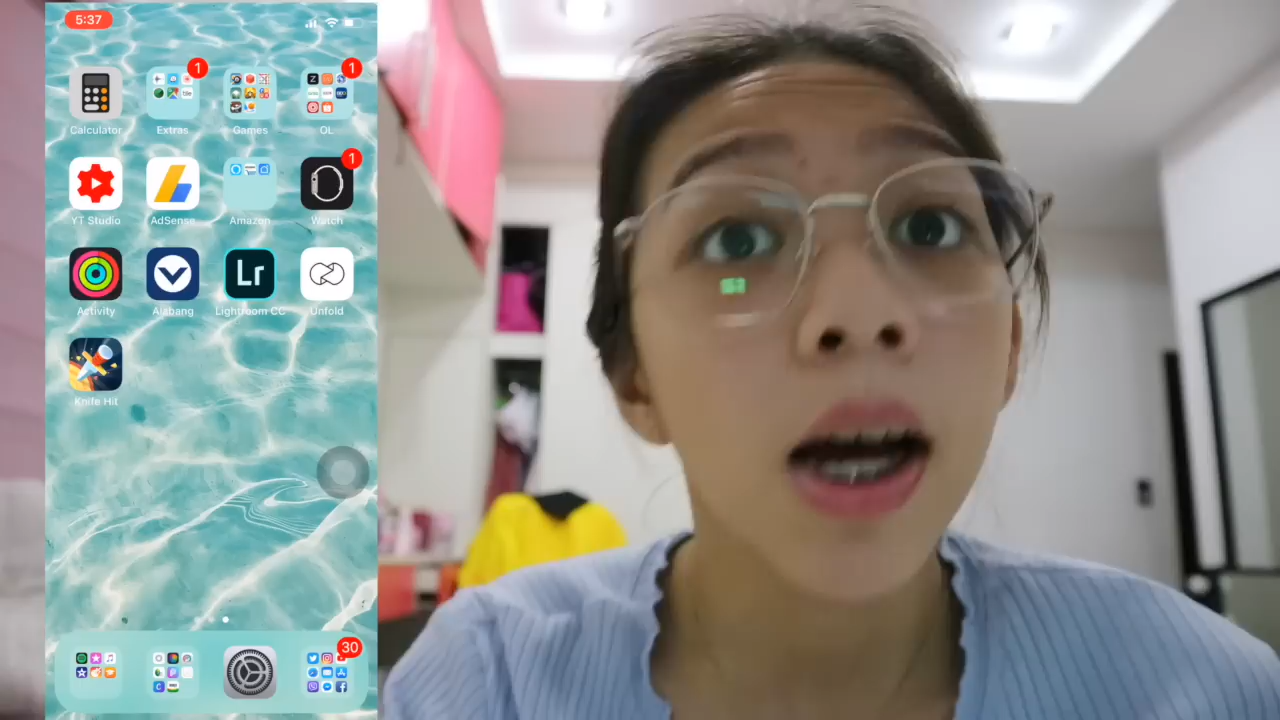 5:37
1
1
Calculator
Extras
Games
OL
1
YT Studio
AdSense
Amazon
Watch
Lr
Activity
Alabang
Lightroom CC
Unfold
Knife Hit
30